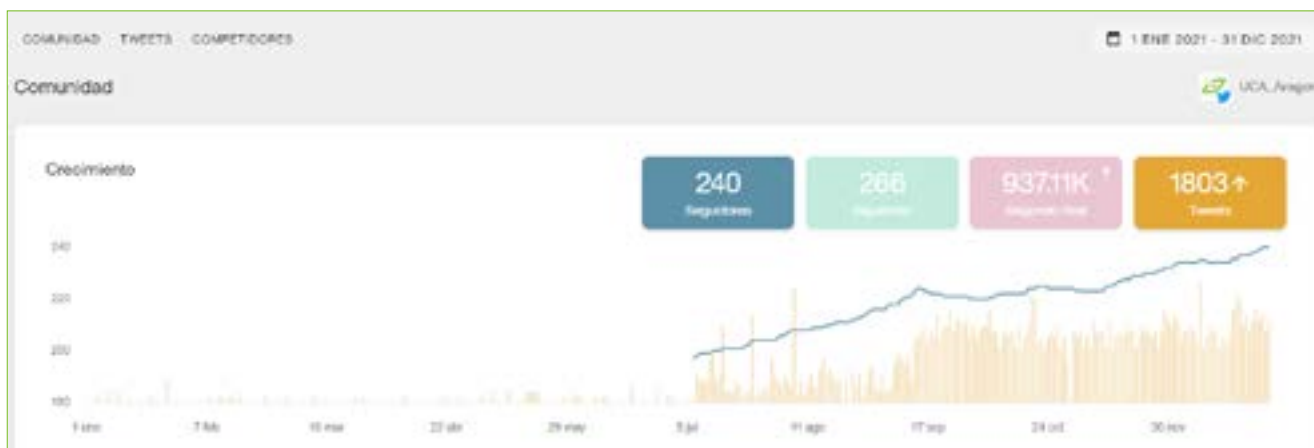 COMUNIDAD TWEETS COMPETIDORES
1 ENE 2021 - 31 DIC 2021
Comunidad
UCA_Aragon
Crecimiento
240
266
937.11K
1803
Seguidores
Tweets
240
220
200
180
1 ene 7 feb 16 mar 22 abr 29 may 5 jul 11 ago 17 sep 24 oct 30 nov